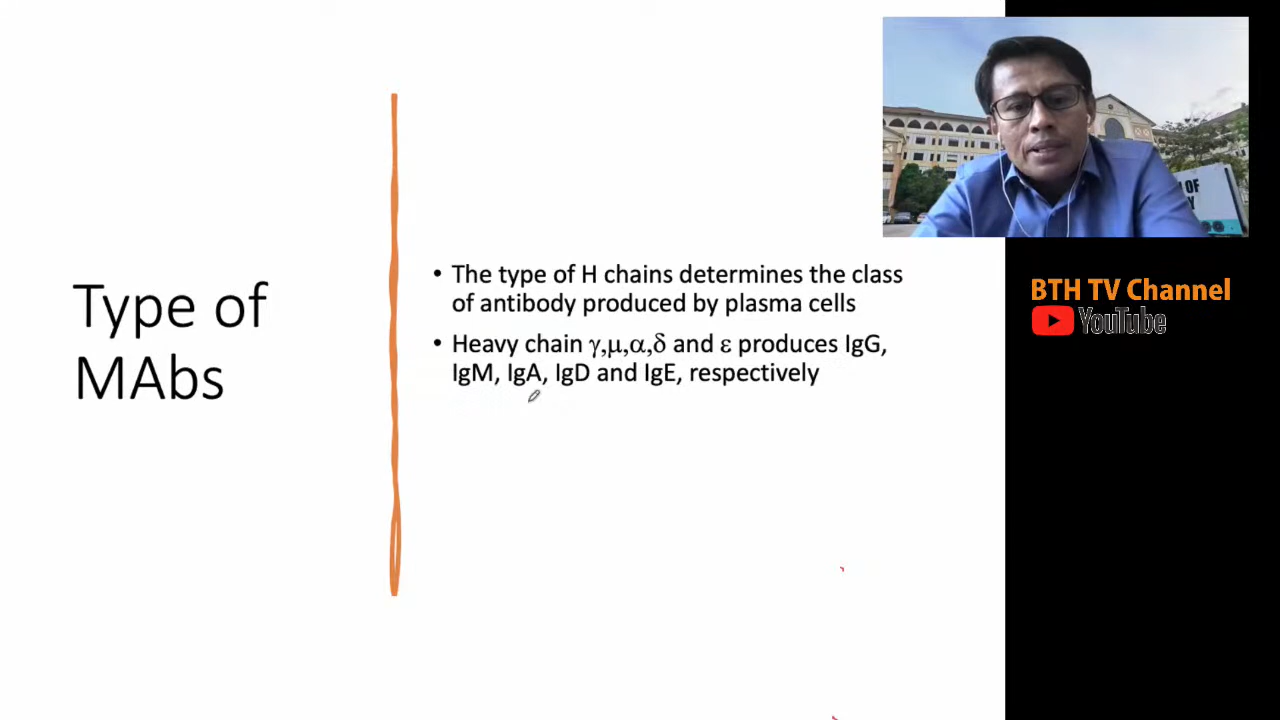 Type of
MAbs
• The type of H chains determines the class
of antibody produced by plasma cells
• Heavy chain γ,μ,α,δ and ε produces IgG,
IgM, IgA, IgD and IgE, respectively
OF
BTH TV Channel
YouTube